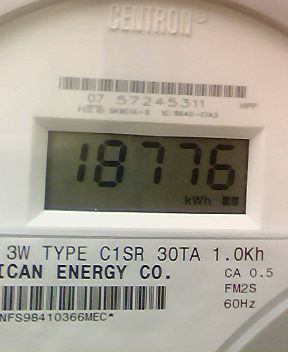 CENTRON®
07 57245311 HPP
18776
kWh
3W TYPE C1SR 30TA 1.0Kh
ICAN ENERGY CO. CA 0.5
FM2S
NFS98410366MEC* 60Hz